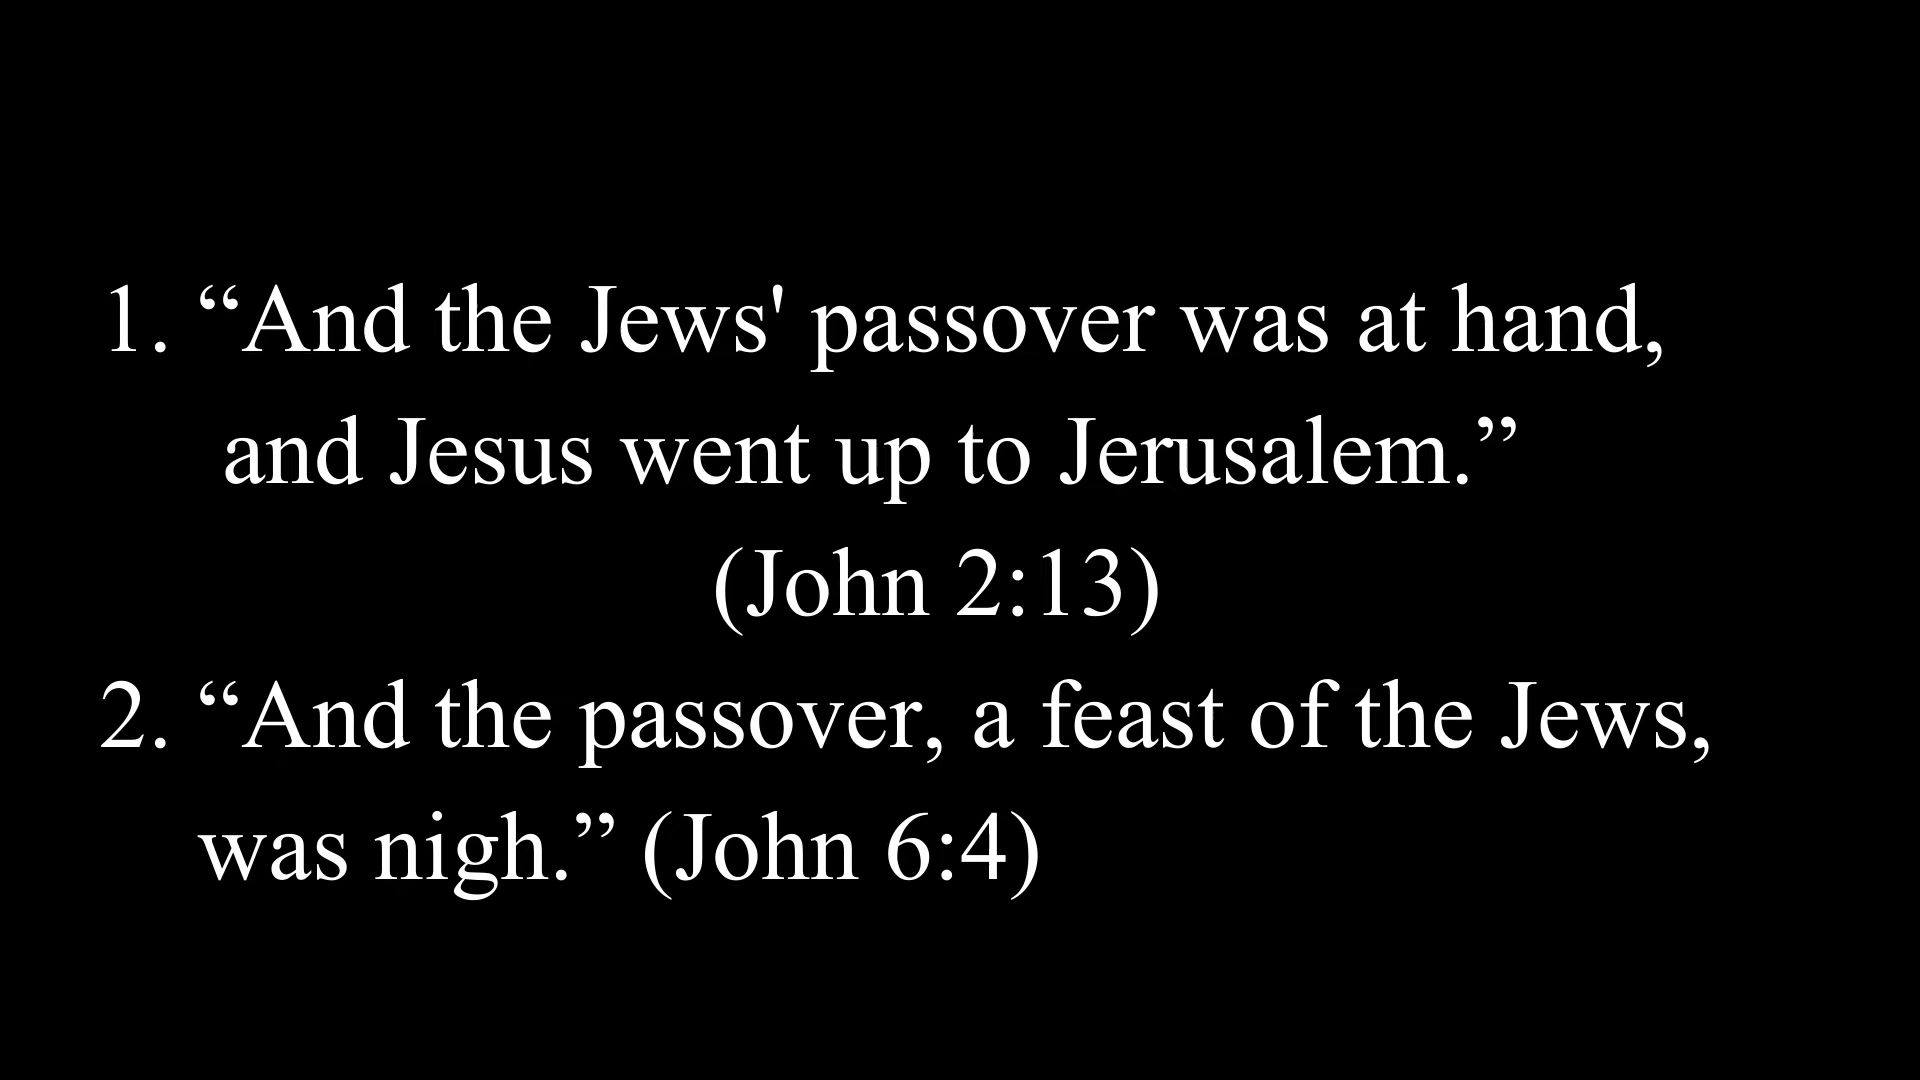 1. “And the Jews' passover was at hand,
and Jesus went up to Jerusalem.”
(John 2:13)
2. “And the passover, a feast of the Jews,
was nigh.” (John 6:4)